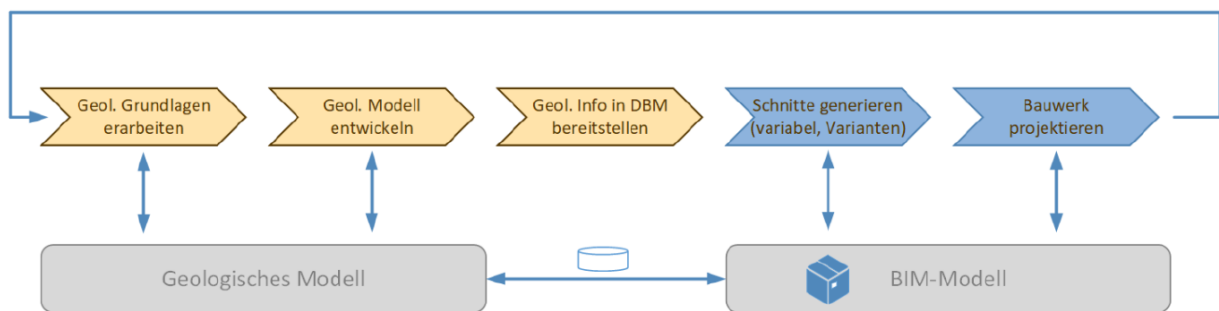 Geol. Grundlagen
erarbeiten
Geol. Modell
entwickeln
Geol. Info in DBM
bereitstellen
Schnitte generieren
(variabel, Varianten)
Bauwerk
projektieren
Geologisches Modell
BIM-Modell